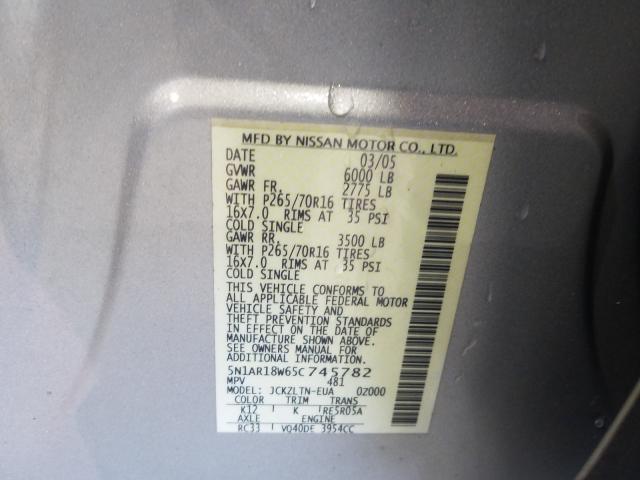 MFD BY NISSAN MOTOR CO., LTD.
DATE 03/05
GVWR 6000 LB
GAWR FR. 2775 LB
WITH P265/70R16 TIRES
16X7.0 RIMS AT 35 PSI
COLD SINGLE
GAWR RR. 3500 LB
WITH P265/70R16 TIRES
16X7.0 RIMS AT 35 PSI
COLD SINGLE
THIS VEHICLE CONFORMS TO
ALL APPLICABLE FEDERAL MOTOR
VEHICLE SAFETY AND
THEFT PREVENTION STANDARDS
IN EFFECT ON THE DATE OF
MANUFACTURE SHOWN ABOVE.
SEE OWNERS MANUAL FOR
ADDITIONAL INFORMATION.
5N1AR18W65C745782
MPV 481
MODEL: JCKZLTN-EUA 0Z000
COLOR TRIM TRANS
K12 K RE5R05A
AXLE ENGINE
RC33 VQ40DE 3954CC